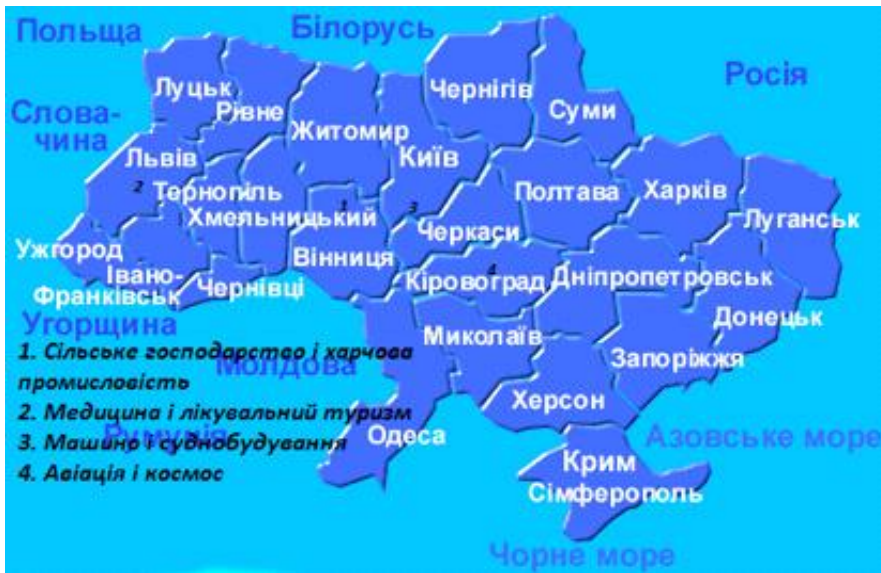 Польща
Білорусь
Росія
Слова-
чина
Луцьк
Рівне
Чернігів
Суми
Житомир
Київ
Львів
2
Тернопіль
1
3
Полтава
Харків
Хмельницький
Черкаси
Луганськ
Ужгород
Вінниця
4
Івано-
Франківськ
Чернівці
Кіровоград
Дніпропетровськ
Угорщина
Миколаїв
Донецьк
Молдова
Запоріжжя
1. Сільське господарство і харчова
промисловість
2. Медицина і лікувальний туризм
3. Машино і суднобудування
4. Авіація і космос
Румунія
Одеса
Херсон
Азовське море
Крим
Сімферополь
Чорне море